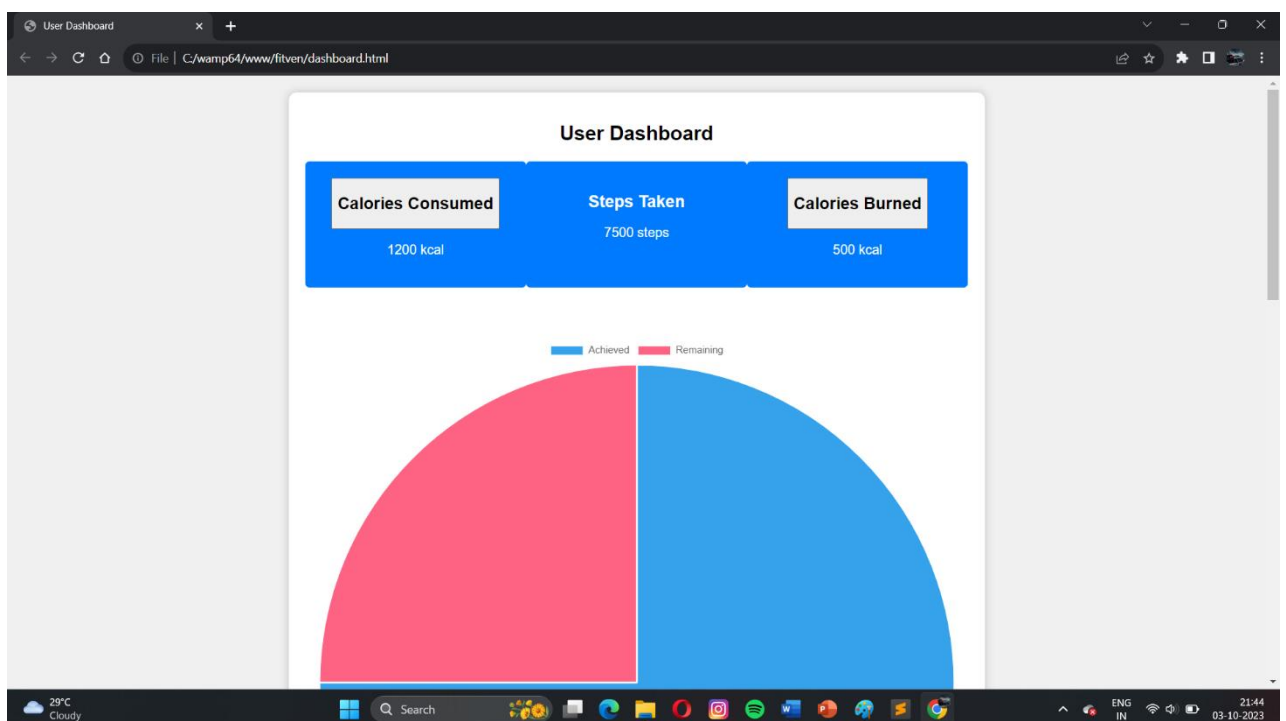 User Dashboard
File | C:/wamp64/www/fitven/dashboard.html
User Dashboard
Calories Consumed
1200 kcal
Steps Taken
7500 steps
Calories Burned
500 kcal
Achieved Remaining
29°C
Cloudy
Search
ENG
IN
21:44
03-10-2023